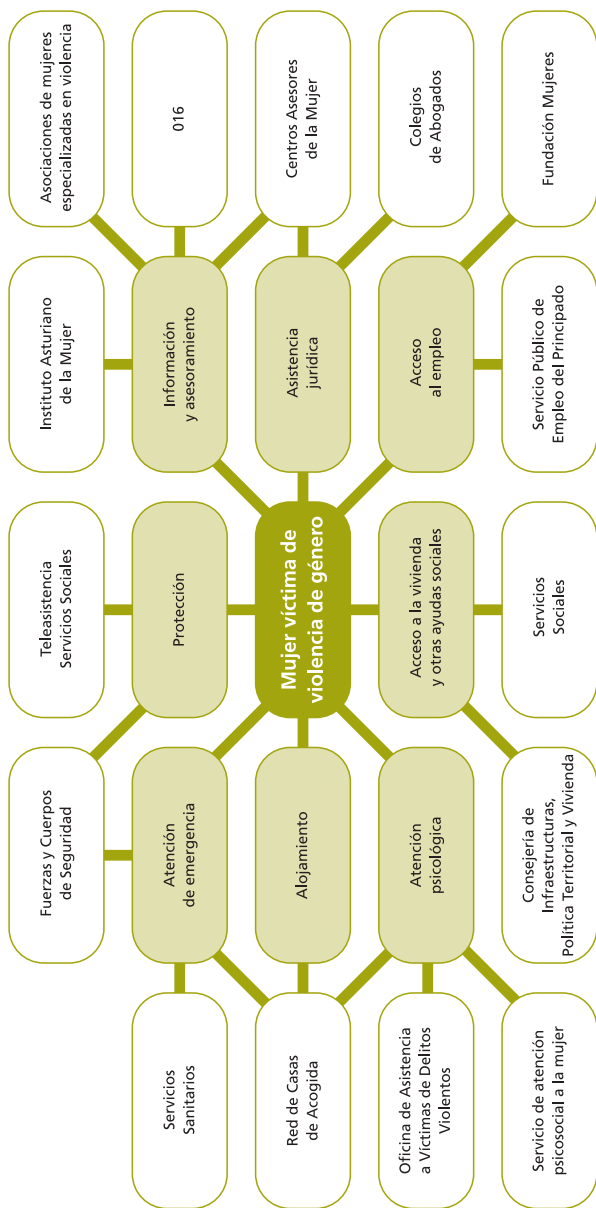 Fuerzas y Cuerpos
de Seguridad
Teleasistencia
Servicios Sociales
Instituto Asturiano
de la Mujer
Asociaciones de mujeres
especializadas en violencia
Servicios
Sanitarios
Atención
de emergencia
Protección
Información
y asesoramiento
016
Red de Casas
de Acogida
Alojamiento
Mujer víctima de
violencia de género
Asistencia
jurídica
Centros Asesores
de la Mujer
Oficina de Asistencia
a Víctimas de Delitos
Violentos
Atención
psicológica
Acceso a la vivienda
y otras ayudas sociales
Acceso
al empleo
Colegios
de Abogados
Servicio de atención
psicosocial a la mujer
Consejería de
Infraestructuras,
Política Territorial y Vivienda
Servicios
Sociales
Servicio Público de
Empleo del Principado
Fundación Mujeres